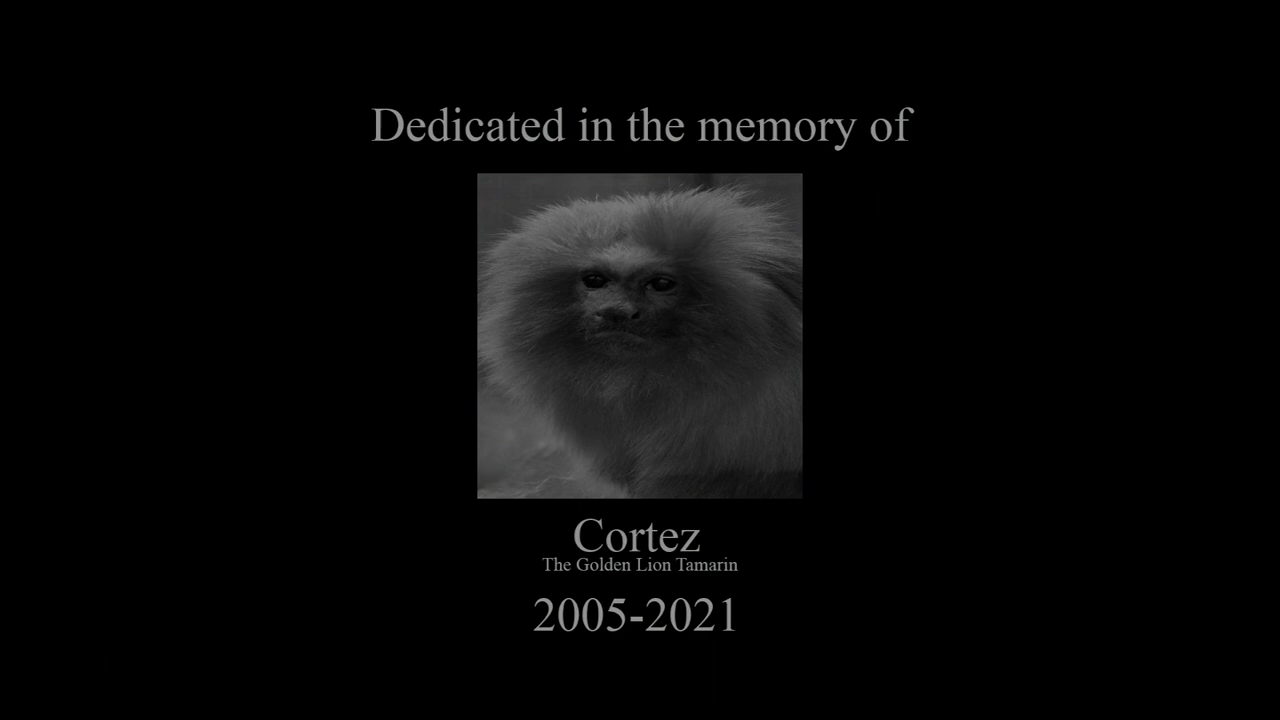 Dedicated in the memory of
Cortez
The Golden Lion Tamarin
2005-2021